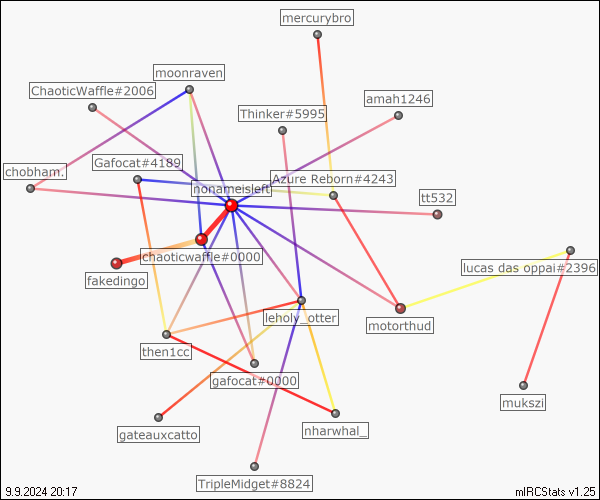 mercurybro
moonraven
ChaoticWaffle#2006
amah1246
Thinker#5995
chobham.
Gafocat#4189
nonameisleft
Azure Reborn#4243
tt532
chaoticwaffle#0000
lucas das oppai#2396
fakedingo
leholy_otter
motorthud
then1cc
gafocat#0000
mukszi
gateauxcatto
nharwhal_
TripleMidget#8824
9.9.2024 20:17
mIRCStats v1.25